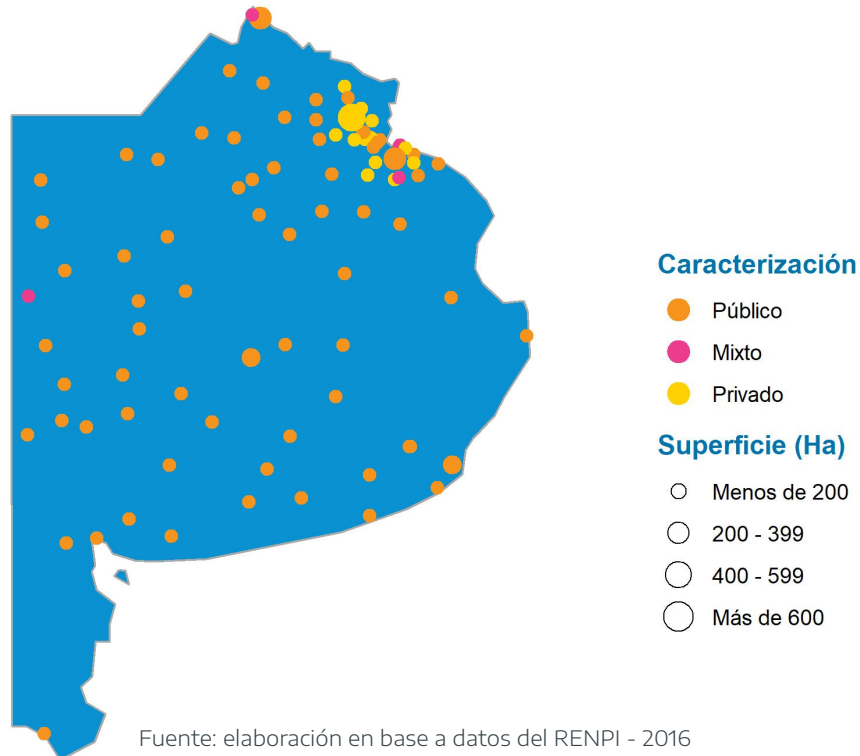 Caracterización
Público
Mixto
Privado
Superficie (Ha)
Menos de 200
200 - 399
400 - 599
Más de 600
Fuente: elaboración en base a datos del RENPI - 2016